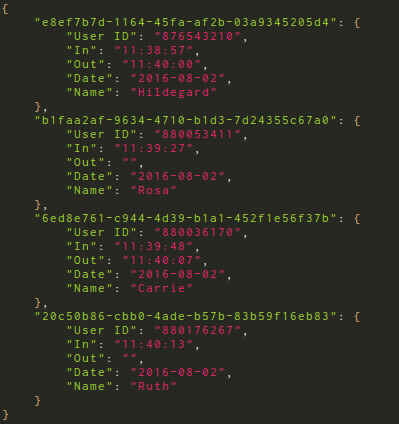 {
    "e8ef7b7d-1164-45fa-af2b-03a9345205d4": {
        "User ID": "876543210",
        "In": "11:38:57",
        "Out": "11:40:00",
        "Date": "2016-08-02",
        "Name": "Hildegard"
    },
    "b1faa2af-9634-4710-b1d3-7d24355c67a0": {
        "User ID": "880053411",
        "In": "11:39:27",
        "Out": "",
        "Date": "2016-08-02",
        "Name": "Rosa"
    },
    "6ed8e761-c944-4d39-b1a1-452f1e56f37b": {
        "User ID": "880036170",
        "In": "11:39:48",
        "Out": "11:40:07",
        "Date": "2016-08-02",
        "Name": "Carrie"
    },
    "20c50b86-cbb0-4ade-b57b-83b59f16eb83": {
        "User ID": "880176267",
        "In": "11:40:13",
        "Out": "",
        "Date": "2016-08-02",
        "Name": "Ruth"
    }
}